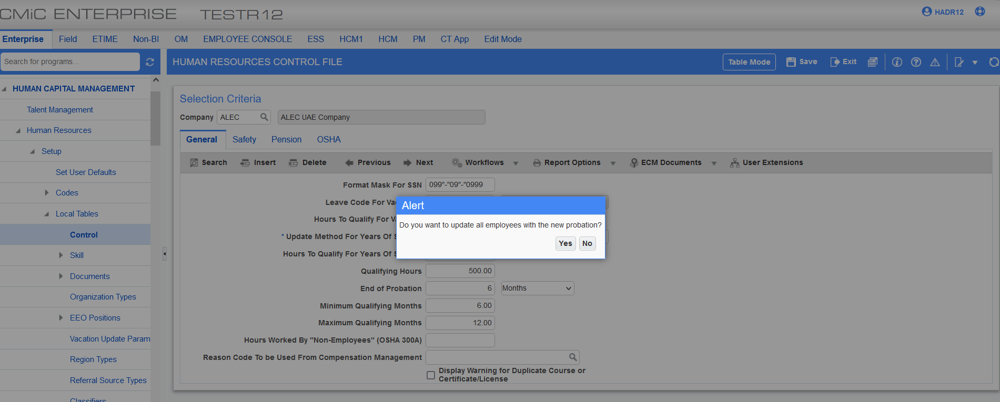 CMiC ENTERPRISE TESTR12
HADR12
Enterprise Field ETIME Non-BI OM EMPLOYEE CONSOLE ESS HCM1 HCM PM CT App Edit Mode
Search for programs...
HUMAN RESOURCES CONTROL FILE
Table Mode Save Exit
HUMAN CAPITAL MANAGEMENT
Talent Management
Human Resources
Setup
Set User Defaults
Codes
Local Tables
Control
Skill
Documents
Organization Types
EEO Positions
Vacation Update Param
Region Types
Referral Source Types
Classifiers
Selection Criteria
Company ALEC ALEC UAE Company
General Safety Pension OSHA
Search Insert Delete Previous Next Workflows Report Options ECM Documents User Extensions
Format Mask For SSN 099"-"09"-"0999
Leave Code For Va
Hours To Qualify For V
* Update Method For Years Of
Hours To Qualify For Years Of
Alert
Do you want to update all employees with the new probation?
Yes No
Qualifying Hours 500.00
End of Probation 6 Months
Minimum Qualifying Months 6.00
Maximum Qualifying Months 12.00
Hours Worked By "Non-Employees" (OSHA 300A)
Reason Code To be Used From Compensation Management
Display Warning for Duplicate Course or
Certificate/License